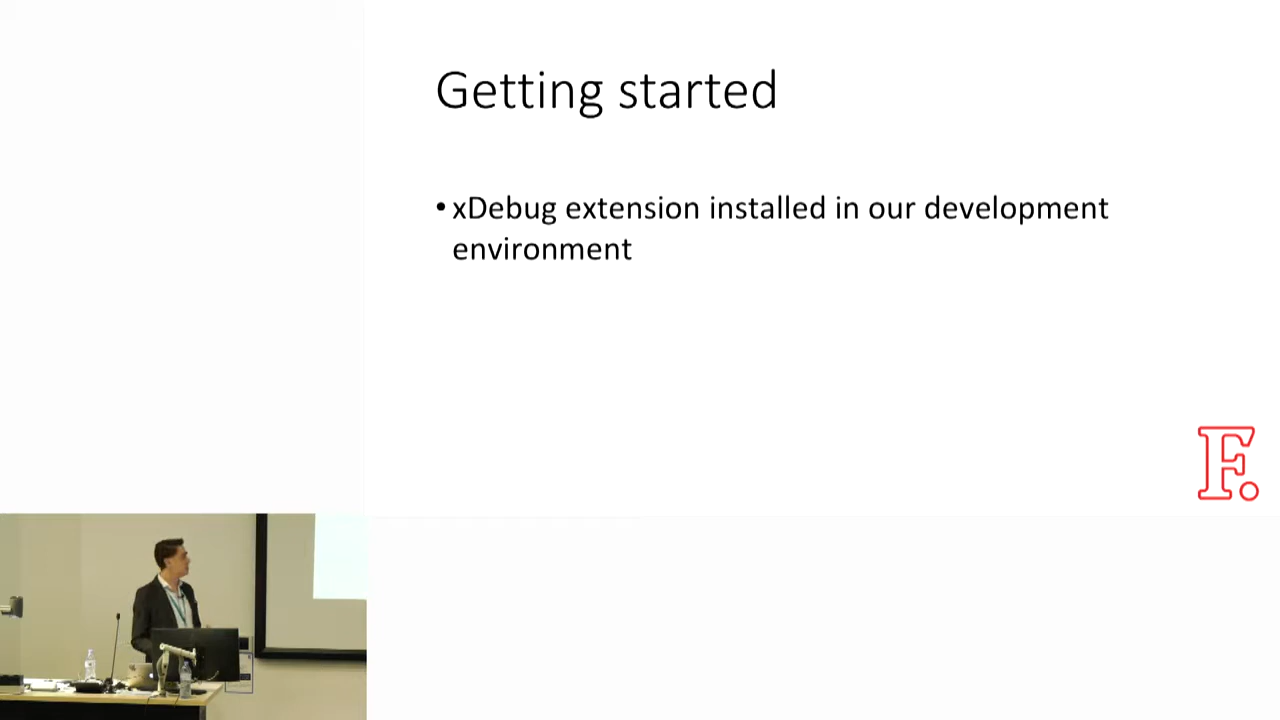 Getting started
• xDebug extension installed in our development
environment
F.